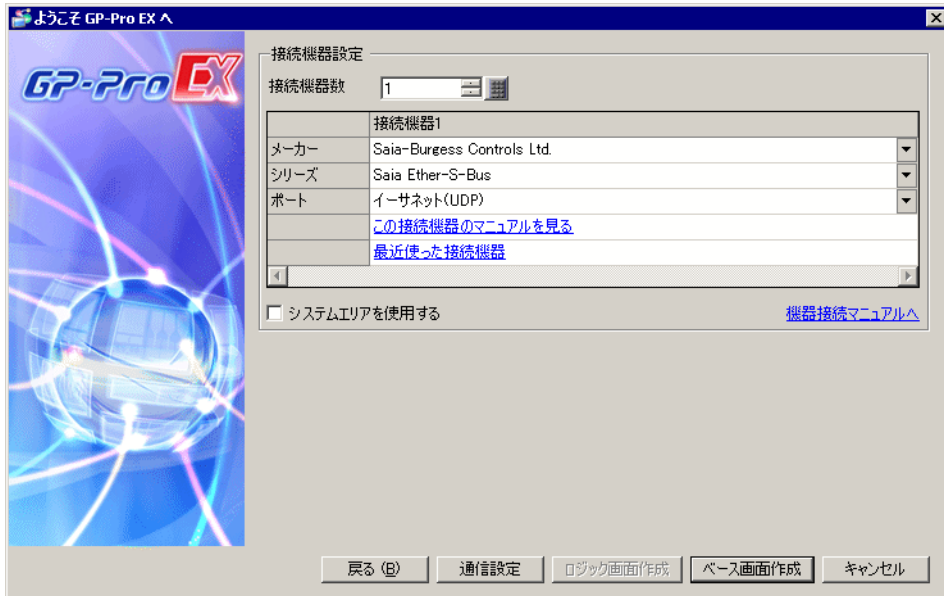 ようこそ GP-Pro EX へ
GP-Pro EX
接続機器設定
接続機器数 1
接続機器1
メーカー Saia-Burgess Controls Ltd.
シリーズ Saia Ether-S-Bus
ポート イーサネット(UDP)
この接続機器のマニュアルを見る
最近使った接続機器
システムエリアを使用する 機器接続マニュアルへ
戻る (B) 通信設定 ロジック画面作成 ベース画面作成 キャンセル